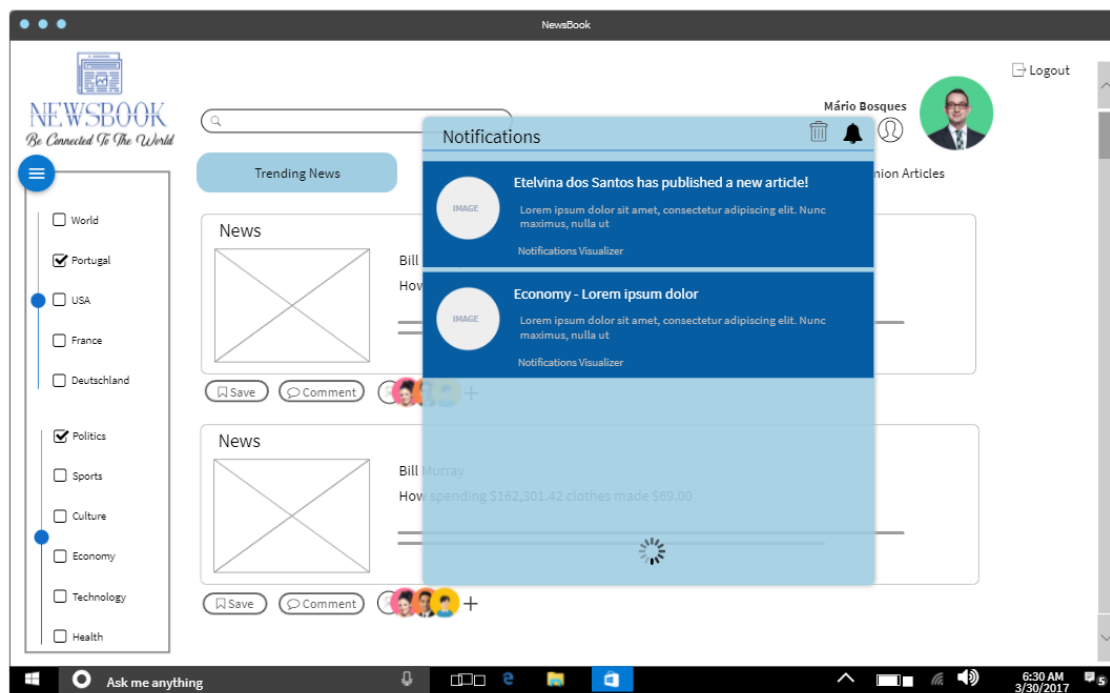 NewsBook
Logout
NEWSBOOK
Be Connected To The World
Mário Bosques
Notifications
Trending News
nion Articles
Etelvina dos Santos has published a new article!
IMAGE
Lorem ipsum dolor sit amet, consectetur adipiscing elit. Nunc
maximus, nulla ut
Notifications Visualizer
Economy - Lorem ipsum dolor
IMAGE
Lorem ipsum dolor sit amet, consectetur adipiscing elit. Nunc
maximus, nulla ut
Notifications Visualizer
World
Portugal
USA
France
Deutschland
Politics
Sports
Culture
Economy
Technology
Health
News
Bill
How
Save
Comment
News
Bill Murray
How spending $162,301.42 clothes made $69.00
Save
Comment
Ask me anything
6:30 AM
3/30/2017
5